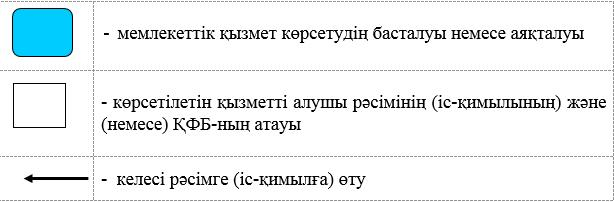 - мемлекеттік қызмет көрсетудің басталуы немесе аяқталуы
- көрсетілетін қызметті алушы рәсімінің (іс-қимылының) және
(немесе) ҚФБ-ның атауы
- келесі рәсімге (іс-қимылға) өту